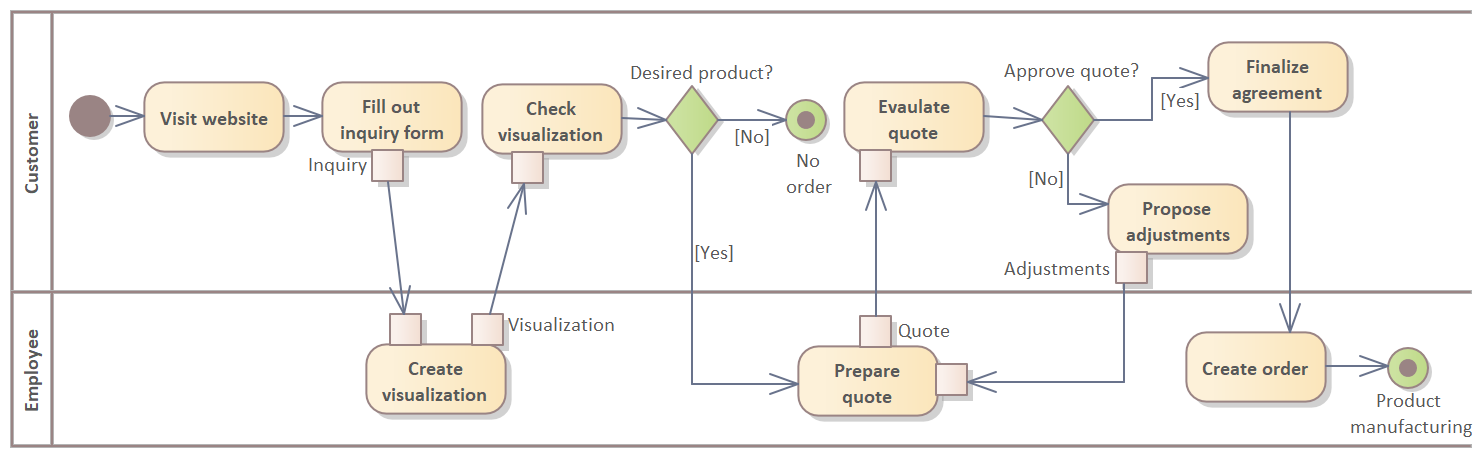 Customer
Visit website
Fill out
inquiry form
Inquiry
Check
visualization
Desired product?
[No]
No
order
[Yes]
Evaulate
quote
Approve quote?
[Yes]
[No]
Finalize
agreement
Propose
adjustments
Adjustments
Employee
Visualization
Create
visualization
Quote
Prepare
quote
Create order
Product
manufacturing